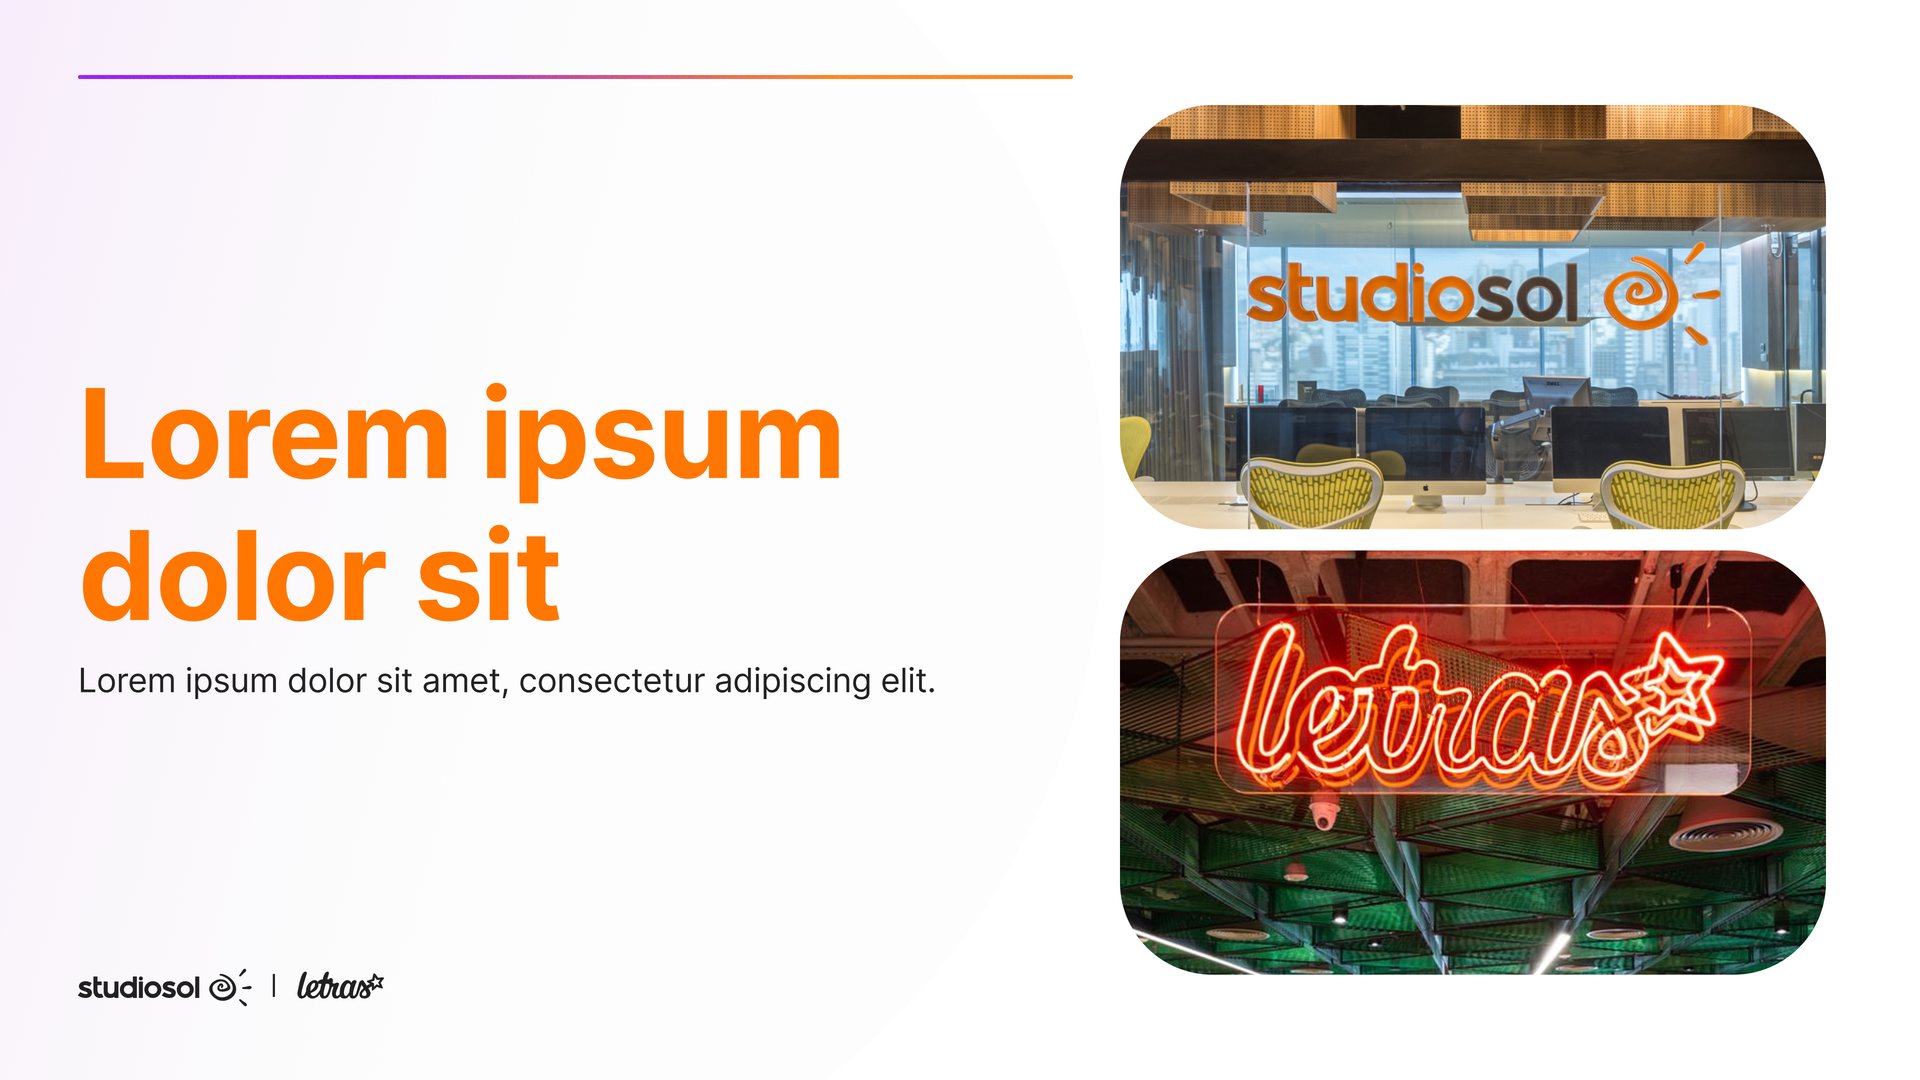 Lorem ipsum
dolor sit
Lorem ipsum dolor sit amet, consectetur adipiscing elit.
studiosol | letras
studiosol
letras